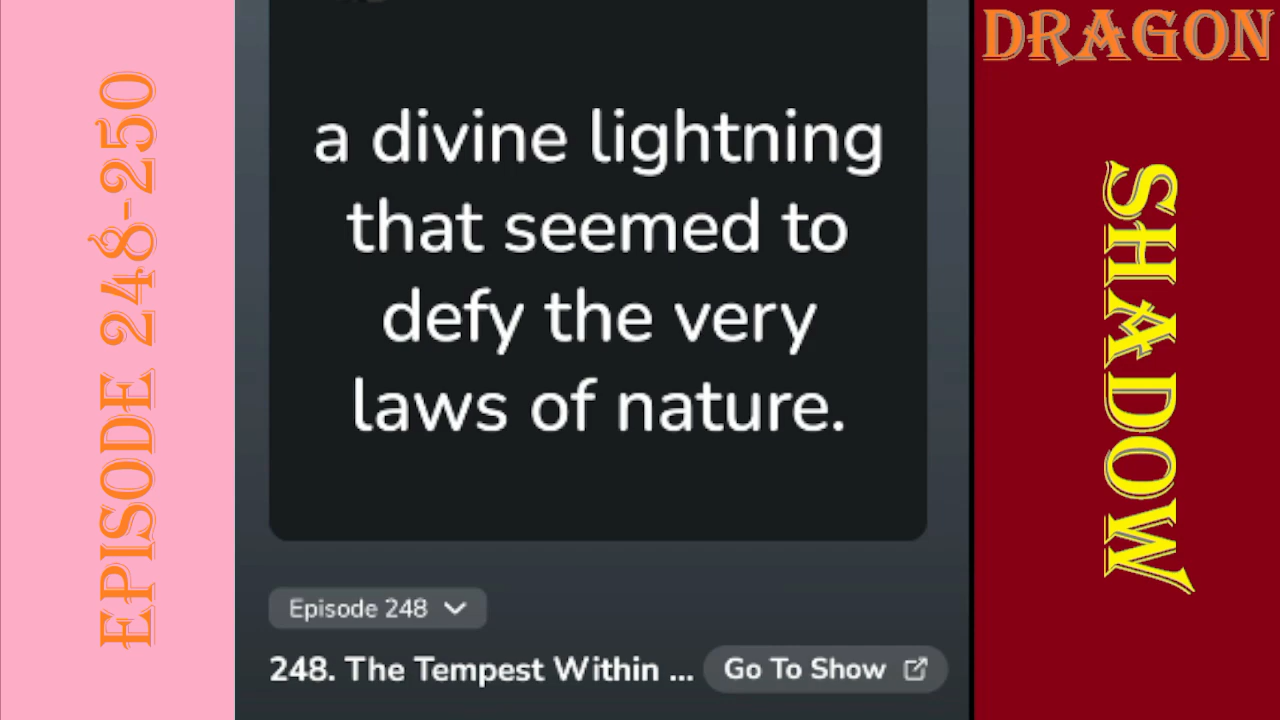 EPISODE 248-250
a divine lightning
that seemed to
defy the very
laws of nature.
Episode 248
248. The Tempest Within ...
Go To Show
DRAGON
SHADOW